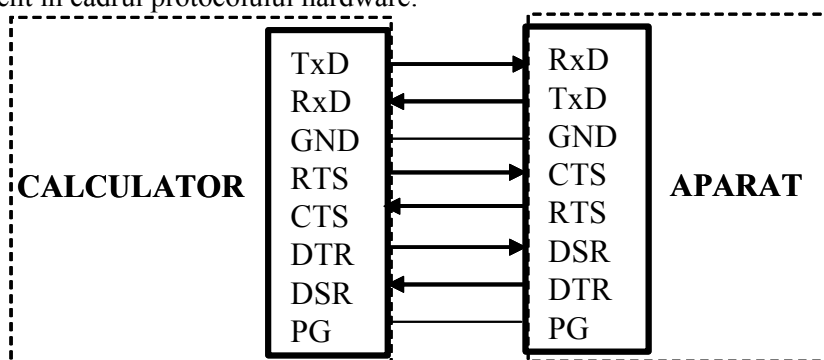 în cadrul protocolului hardware.
TxD RxD
RxD TxD
GND GND
CALCULATOR RTS CTS APARAT
CTS RTS
DTR DSR
DSR DTR
PG PG